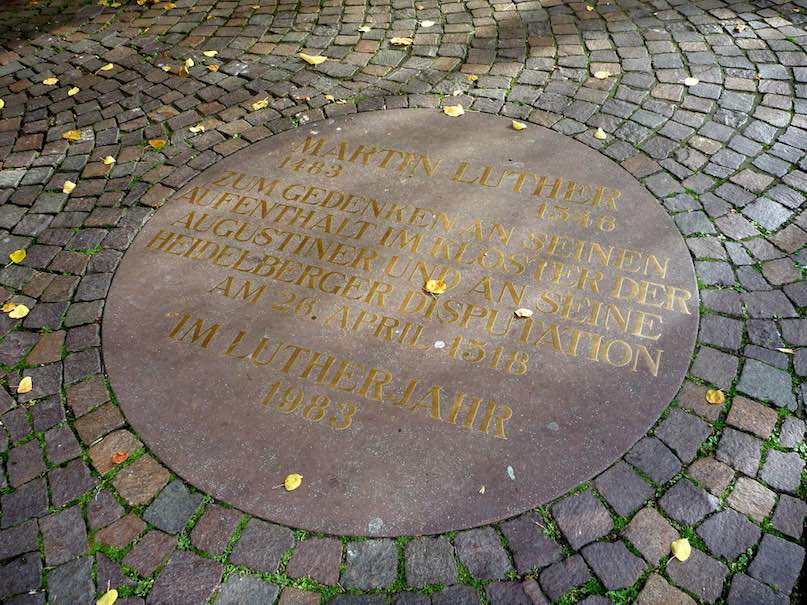 MARTIN LUTHER
1483 1546
ZUM GEDENKEN AN SEINEN
AUFENTHALT IM KLOSTER DER
AUGUSTINER UND AN SEINE
HEIDELBERGER DISPUTATION
AM 26. APRIL 1518
IM LUTHERJAHR
1983